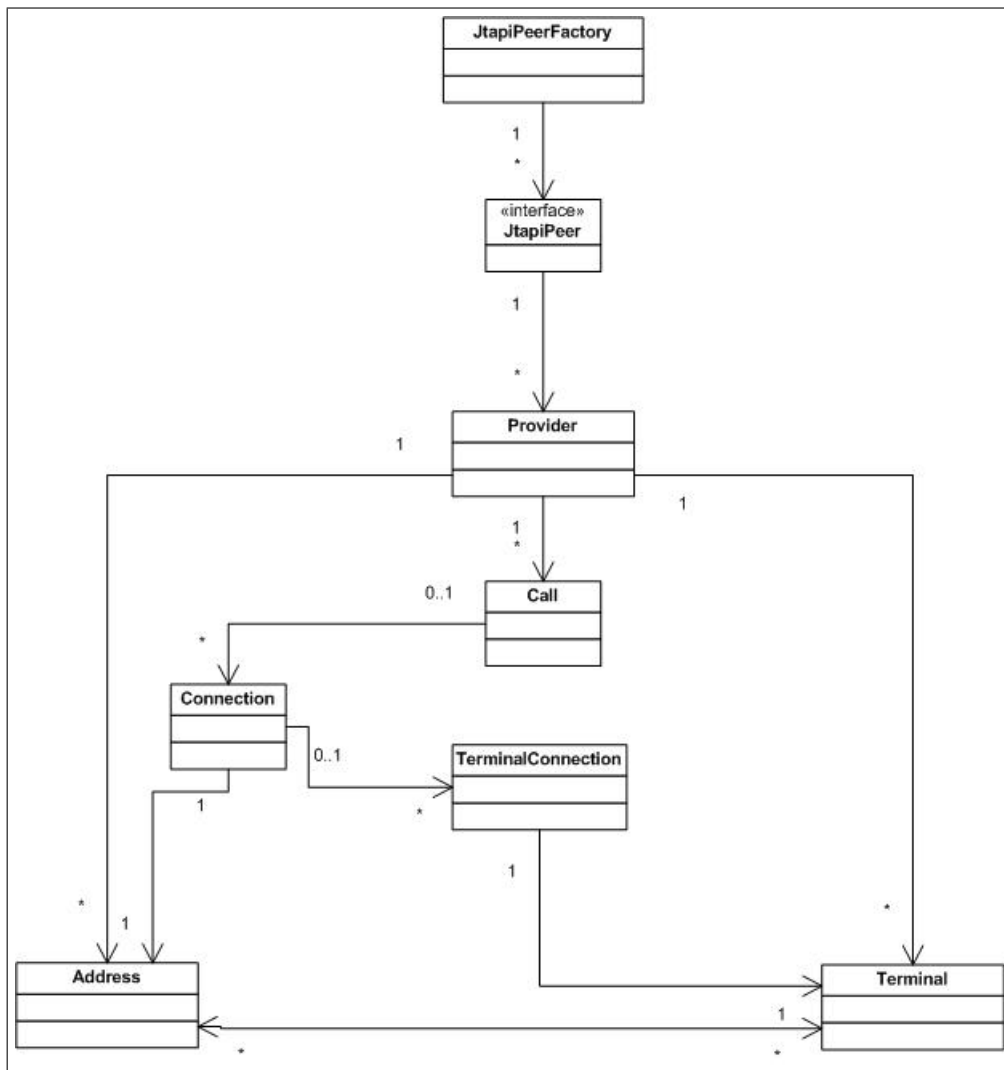 JtapiPeerFactory
1
*
«interface»
JtapiPeer
1
*
Provider
1
1
1
*
Call
0..1
*
Connection
0..1
TerminalConnection
*
1
1
*
1
*
Address
Terminal
1
*
*